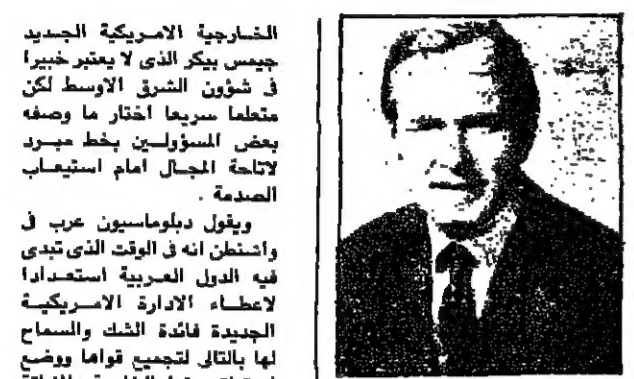 الخارجية الامريكية الجديد
جيمس بيكر الذى لا يعتبر خبيرا
فى شؤون الشرق الاوسط لكن
متعلما سريعا اختار ما وصفه
بعض المسؤولين بخط مبرد
لاتاحة المجال امام استيعاب
الصدمة .
ويقول دبلوماسيون عرب فى
واشنطن انه فى الوقت الذى تبدى
فيه الدول العربية استعدادا
لاعطاء الادارة الامريكية
الجديدة فائدة الشك والسماح
لها بالتالى لتجميع قواها ووضع